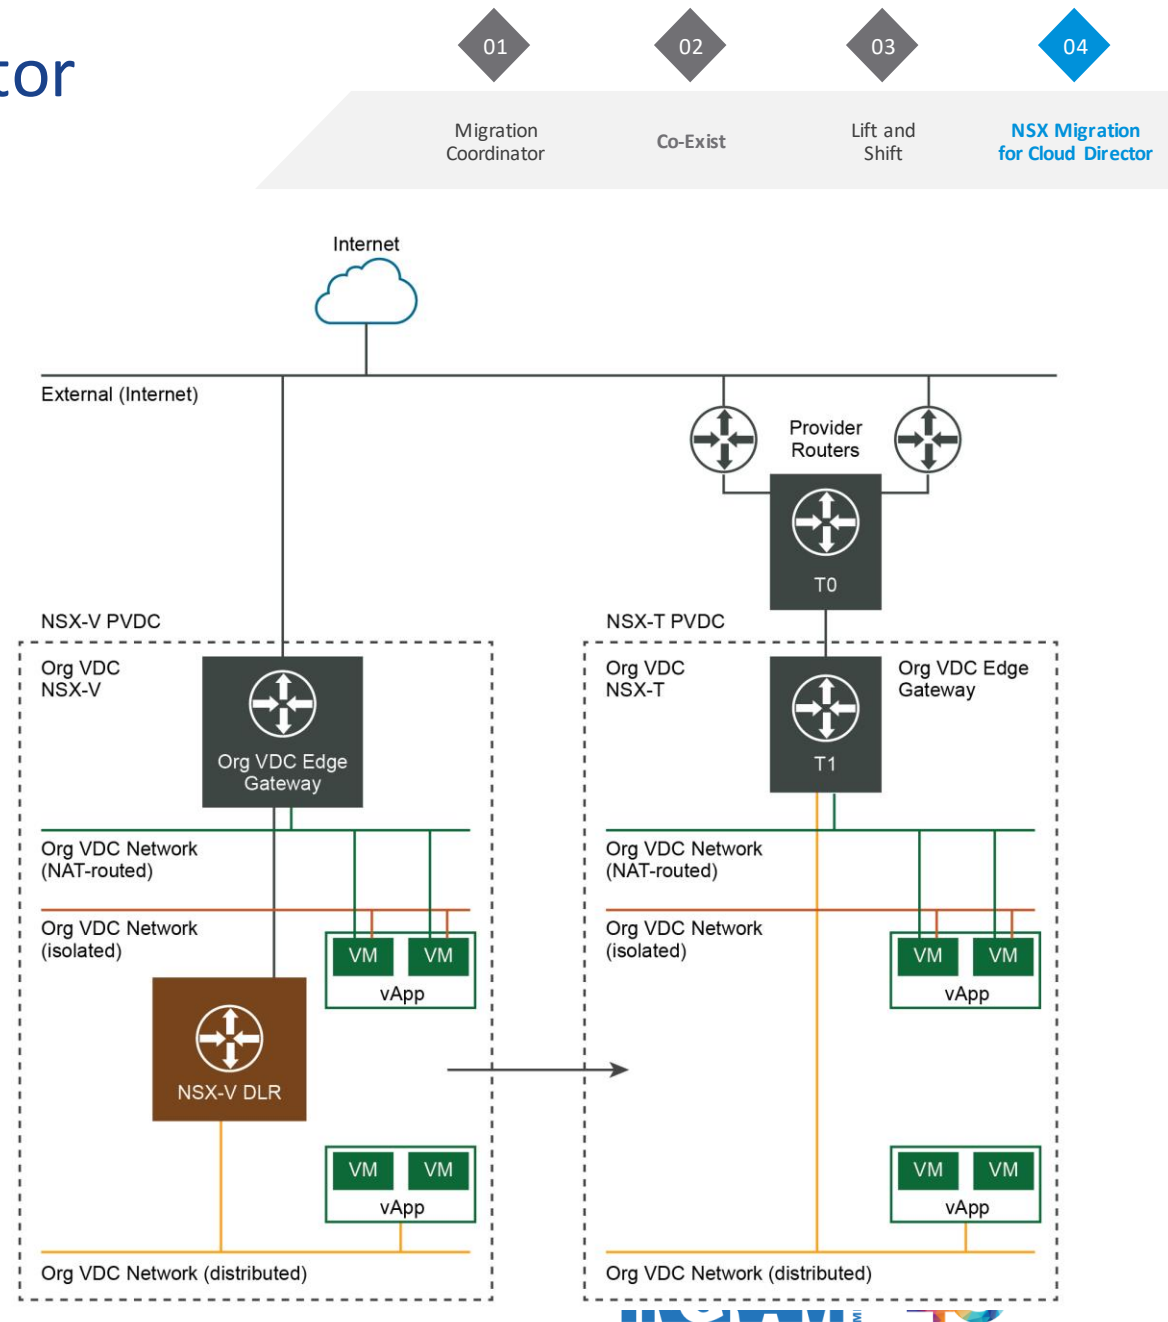 tor
01
02
03
04
Migration
Coordinator
Co-Exist
Lift and
Shift
NSX Migration
for Cloud Director
Internet
External (Internet)
Provider
Routers
T0
NSX-V PVDC
NSX-T PVDC
Org VDC
NSX-V
Org VDC Edge
Gateway
Org VDC
NSX-T
T1
Org VDC Edge
Gateway
Org VDC Network
(NAT-routed)
Org VDC Network
(isolated)
VM
VM
vApp
NSX-V DLR
VM
VM
vApp
Org VDC Network (distributed)
Org VDC Network
(NAT-routed)
Org VDC Network
(isolated)
VM
VM
vApp
VM
VM
vApp
Org VDC Network (distributed)